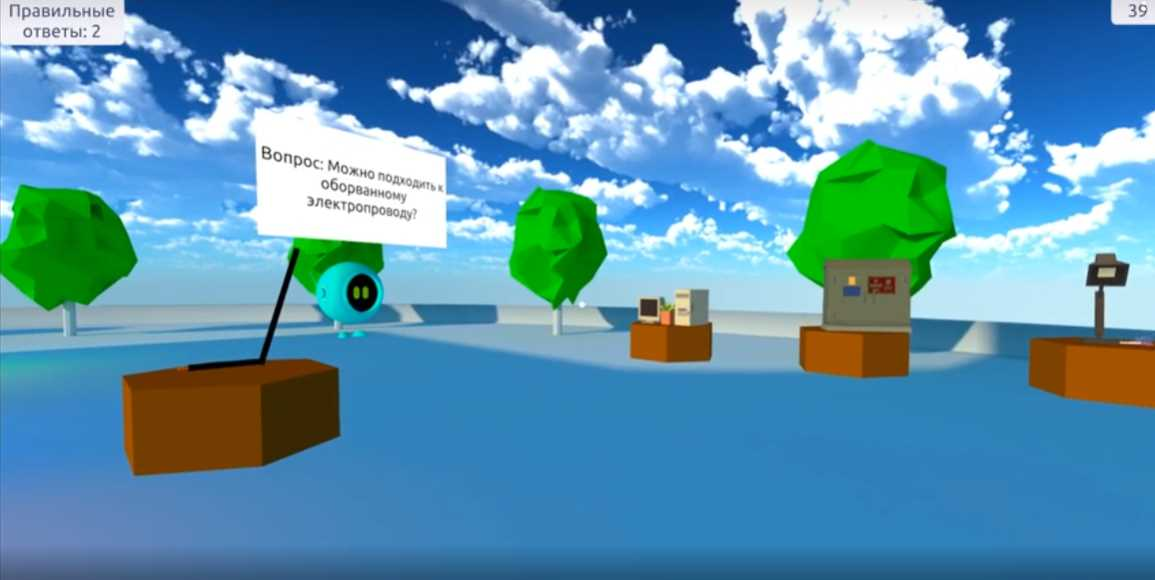 Правильные
ответы: 2
39
Вопрос: Можно подходить к
оборванному
электропроводу?